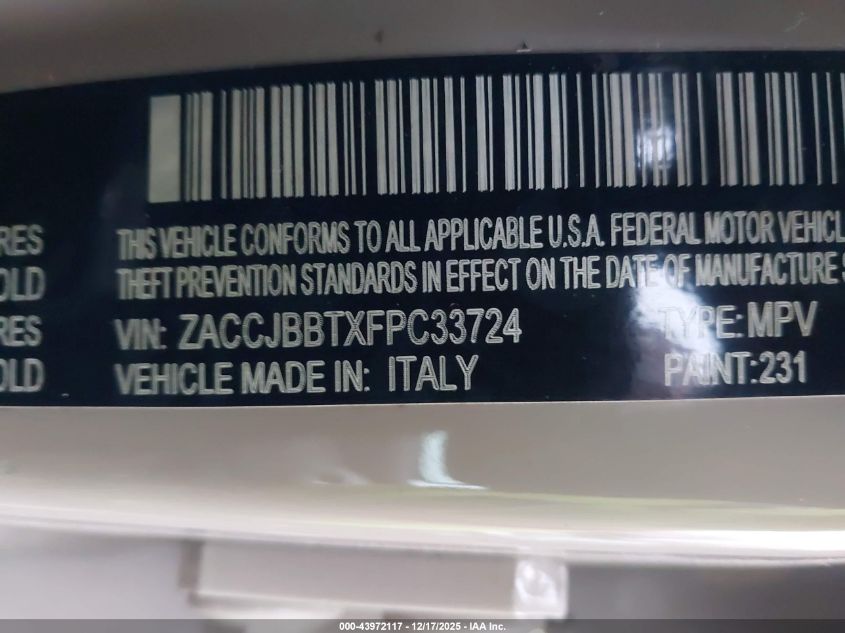 THIS VEHICLE CONFORMS TO ALL APPLICABLE U.S.A. FEDERAL MOTOR
RES
THEFT PREVENTION STANDARDS IN EFFECT ON THE DATE OF MANUFACTURE
OLD
RES VIN: ZACCJBBTXFPC33724 TYPE: MPV
OLD VEHICLE MADE IN: ITALY PAINT:231
000-43972117 - 12/17/2025 - IAA Inc.